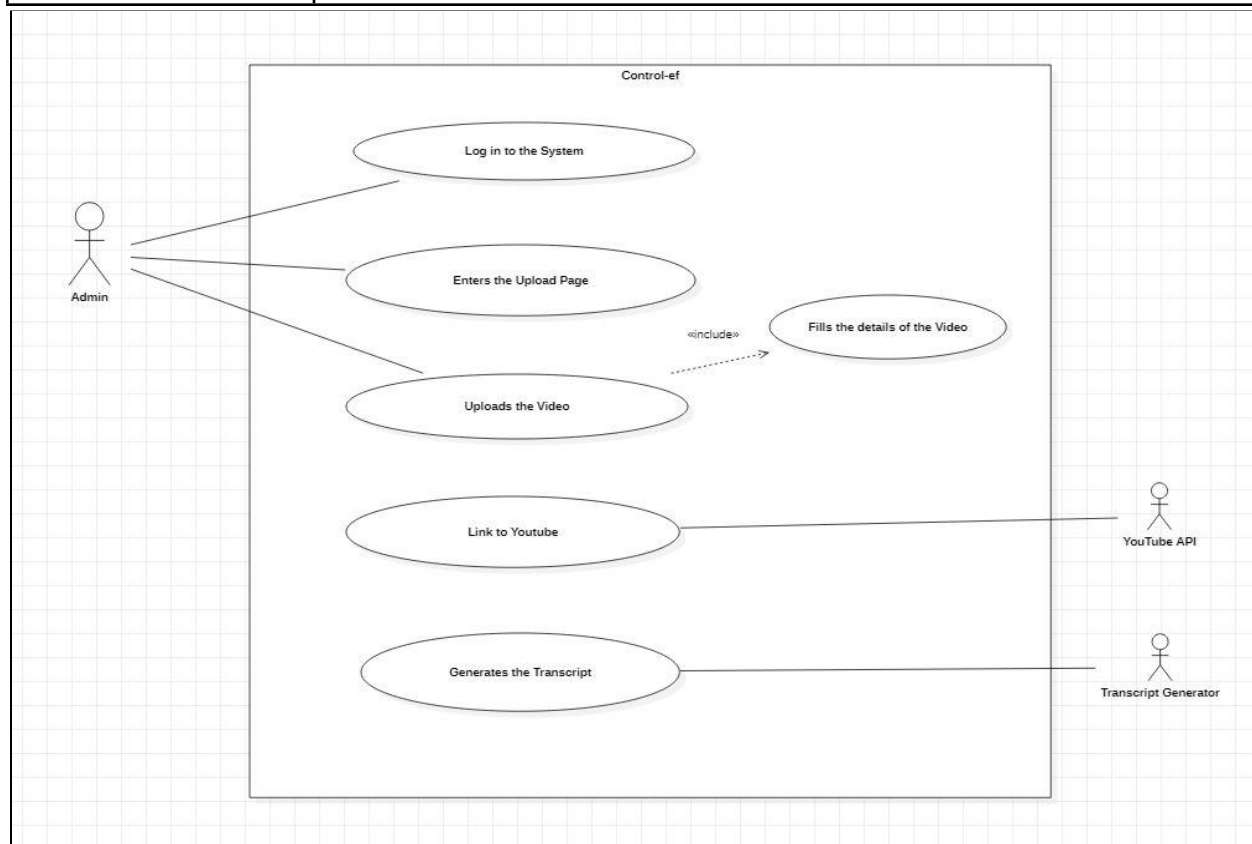 Control-ef
Log in to the System
Admin
Enters the Upload Page
«include»
Fills the details of the Video
Uploads the Video
Link to Youtube
YouTube API
Generates the Transcript
Transcript Generator